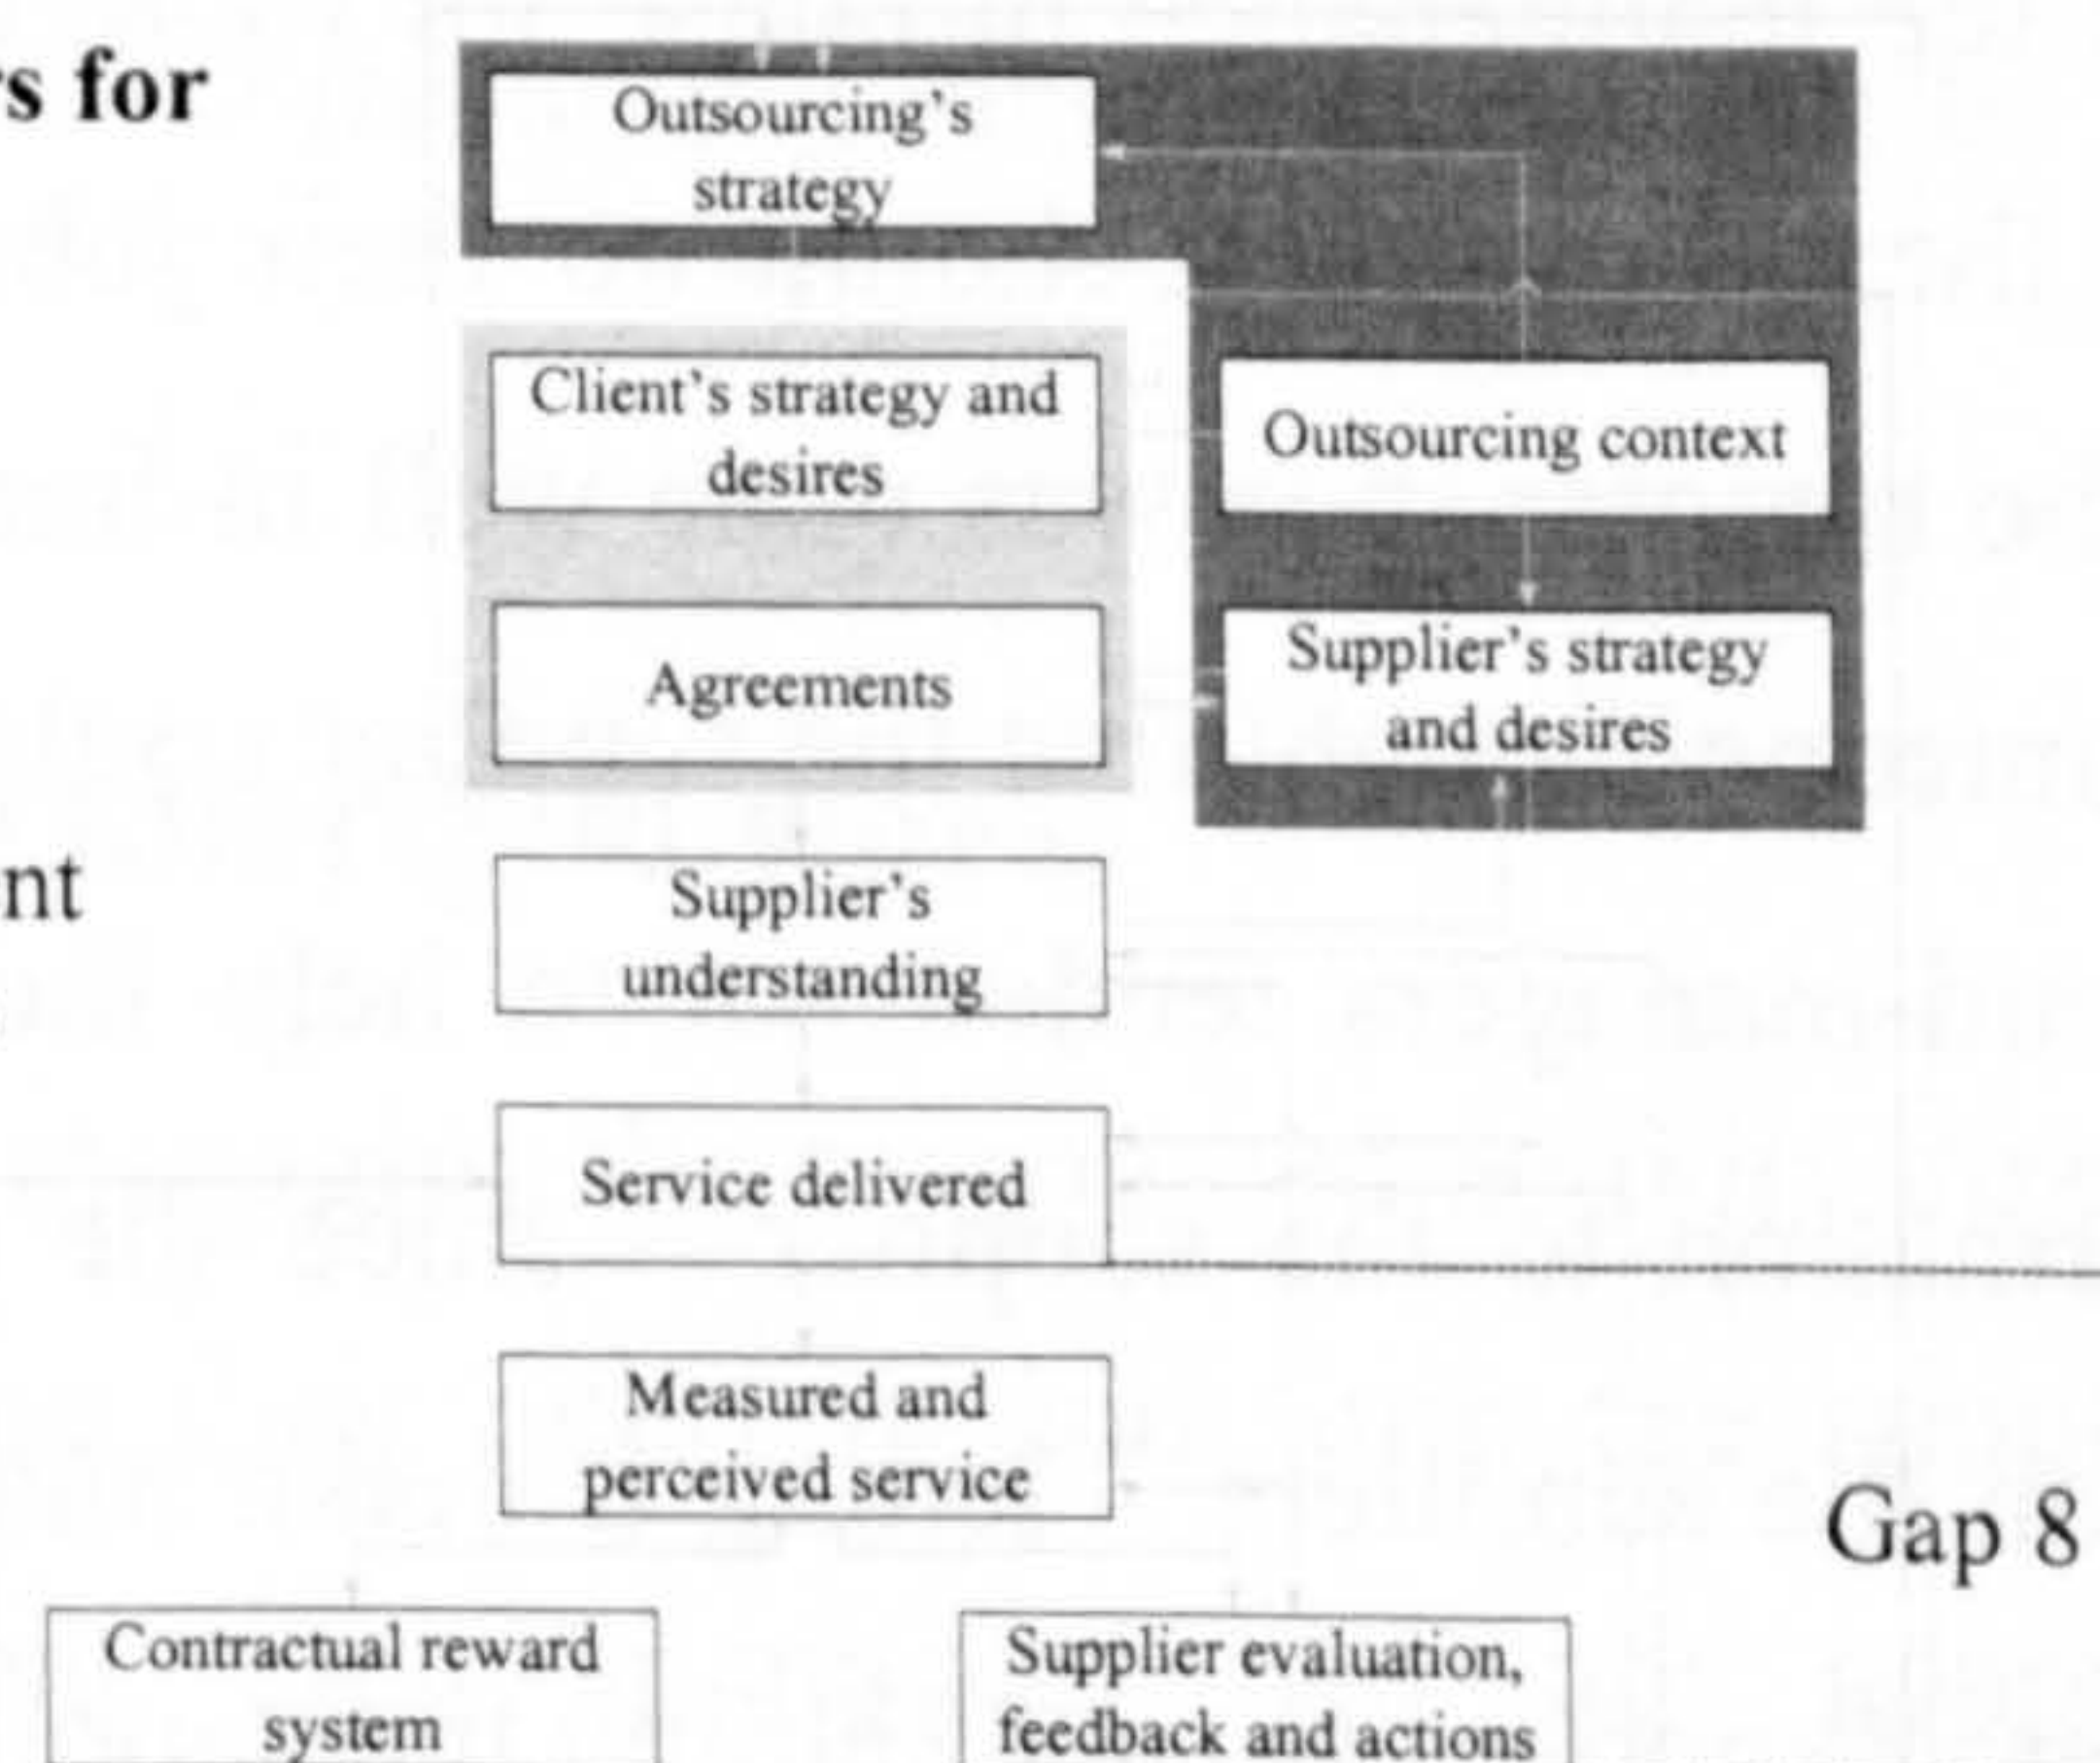 s for
Outsourcing's
strategy
Client's strategy and
desires
Outsourcing context
Agreements
Supplier's strategy
and desires
nt
Supplier's
understanding
Service delivered
Measured and
perceived service
Gap 8
Contractual reward
system
Supplier evaluation,
feedback and actions